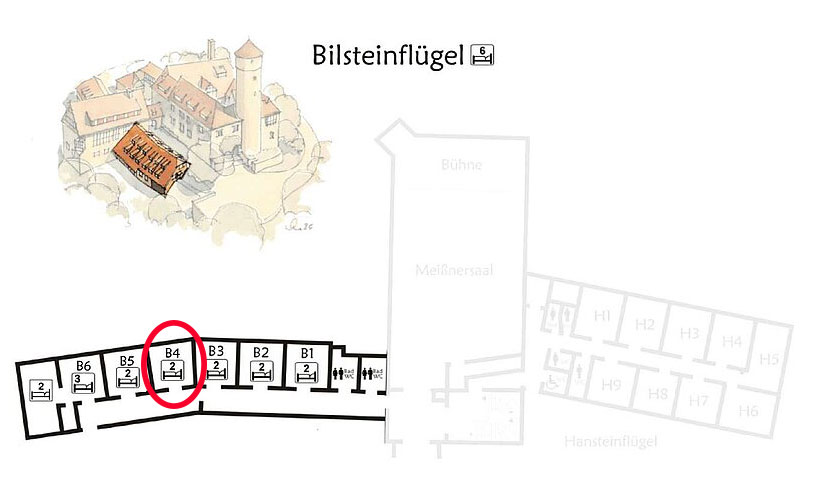 Bilsteinflügel 6
Bühne
Meißnersaal
H1
H2
H3
H4
H5
B6
3
B5
2
B4
2
B3
2
B2
2
B1
2
2
Bad
WC
Bad
WC
H9
H8
H7
H6
Hansteinflügel